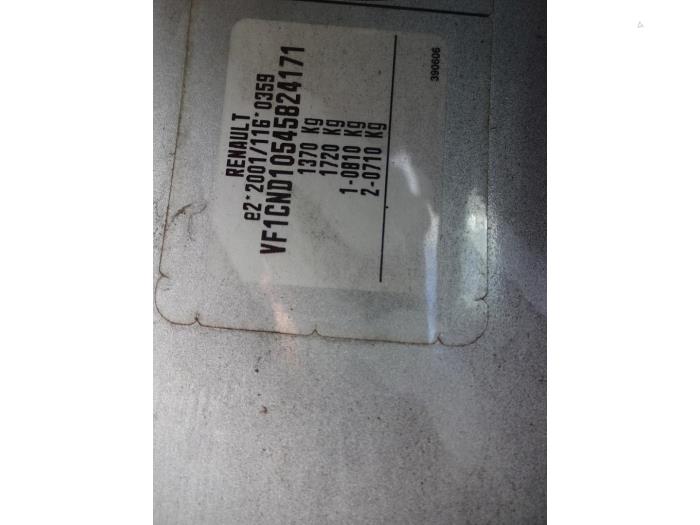 RENAULT
e2*2001/116*0359
VF1CND10545824171
1370 Kg
1720 Kg
1-0810 Kg
2-0710 Kg
390606